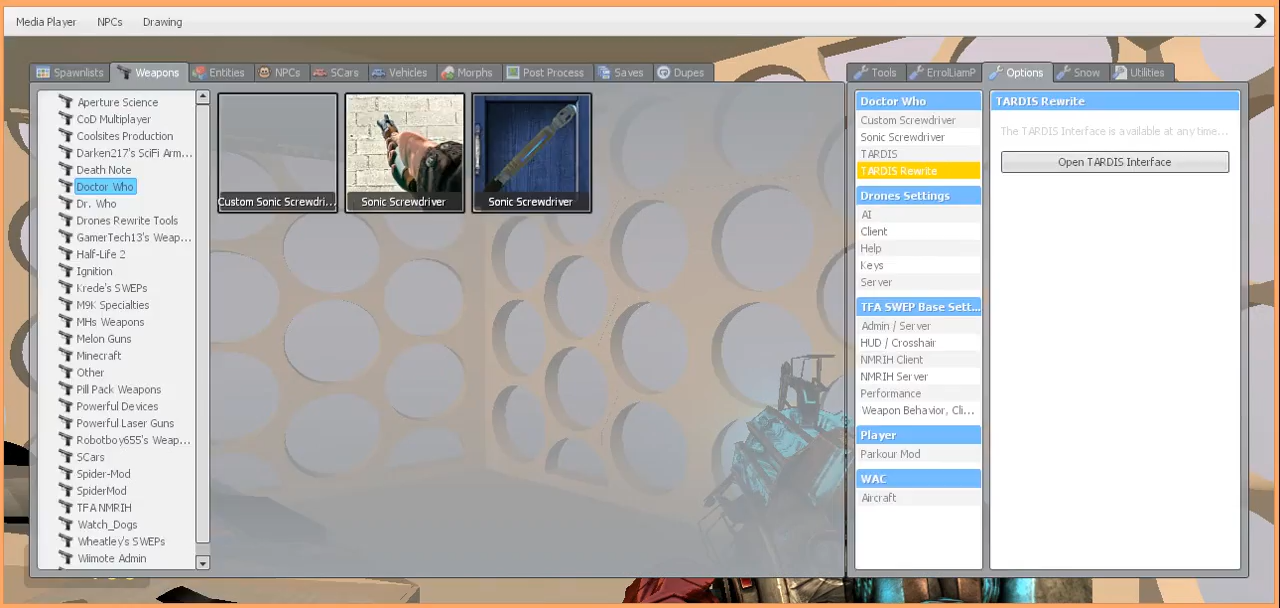 Media Player NPCs Drawing
Spawnlists Weapons Entities NPCs SCars Vehicles Morphs Post Process Saves Dupes
Aperture Science
CoD Multiplayer
Coolsites Production
Darken217's SciFi Arm...
Death Note
Doctor Who
Dr. Who
Drones Rewrite Tools
GamerTech13's Weap...
Half-Life 2
Ignition
Krede's SWEPs
M9K Specialties
MHs Weapons
Melon Guns
Minecraft
Other
Pill Pack Weapons
Powerful Devices
Powerful Laser Guns
Robotboy655's Weap...
SCars
Spider-Mod
SpiderMod
TFA NMRIH
Watch_Dogs
Wheatley's SWEPs
Wiimote Admin
Custom Sonic Screwdri... Sonic Screwdriver Sonic Screwdriver
Tools ErrolLiamP Options Snow Utilities
Doctor Who
Custom Screwdriver
Sonic Screwdriver
TARDIS
TARDIS Rewrite
Drones Settings
AI
Client
Help
Keys
Server
TFA SWEP Base Sett...
Admin / Server
HUD / Crosshair
NMRIH Client
NMRIH Server
Performance
Weapon Behavior, Cli...
Player
Parkour Mod
WAC
Aircraft
TARDIS Rewrite
The TARDIS Interface is available at any time...
Open TARDIS Interface